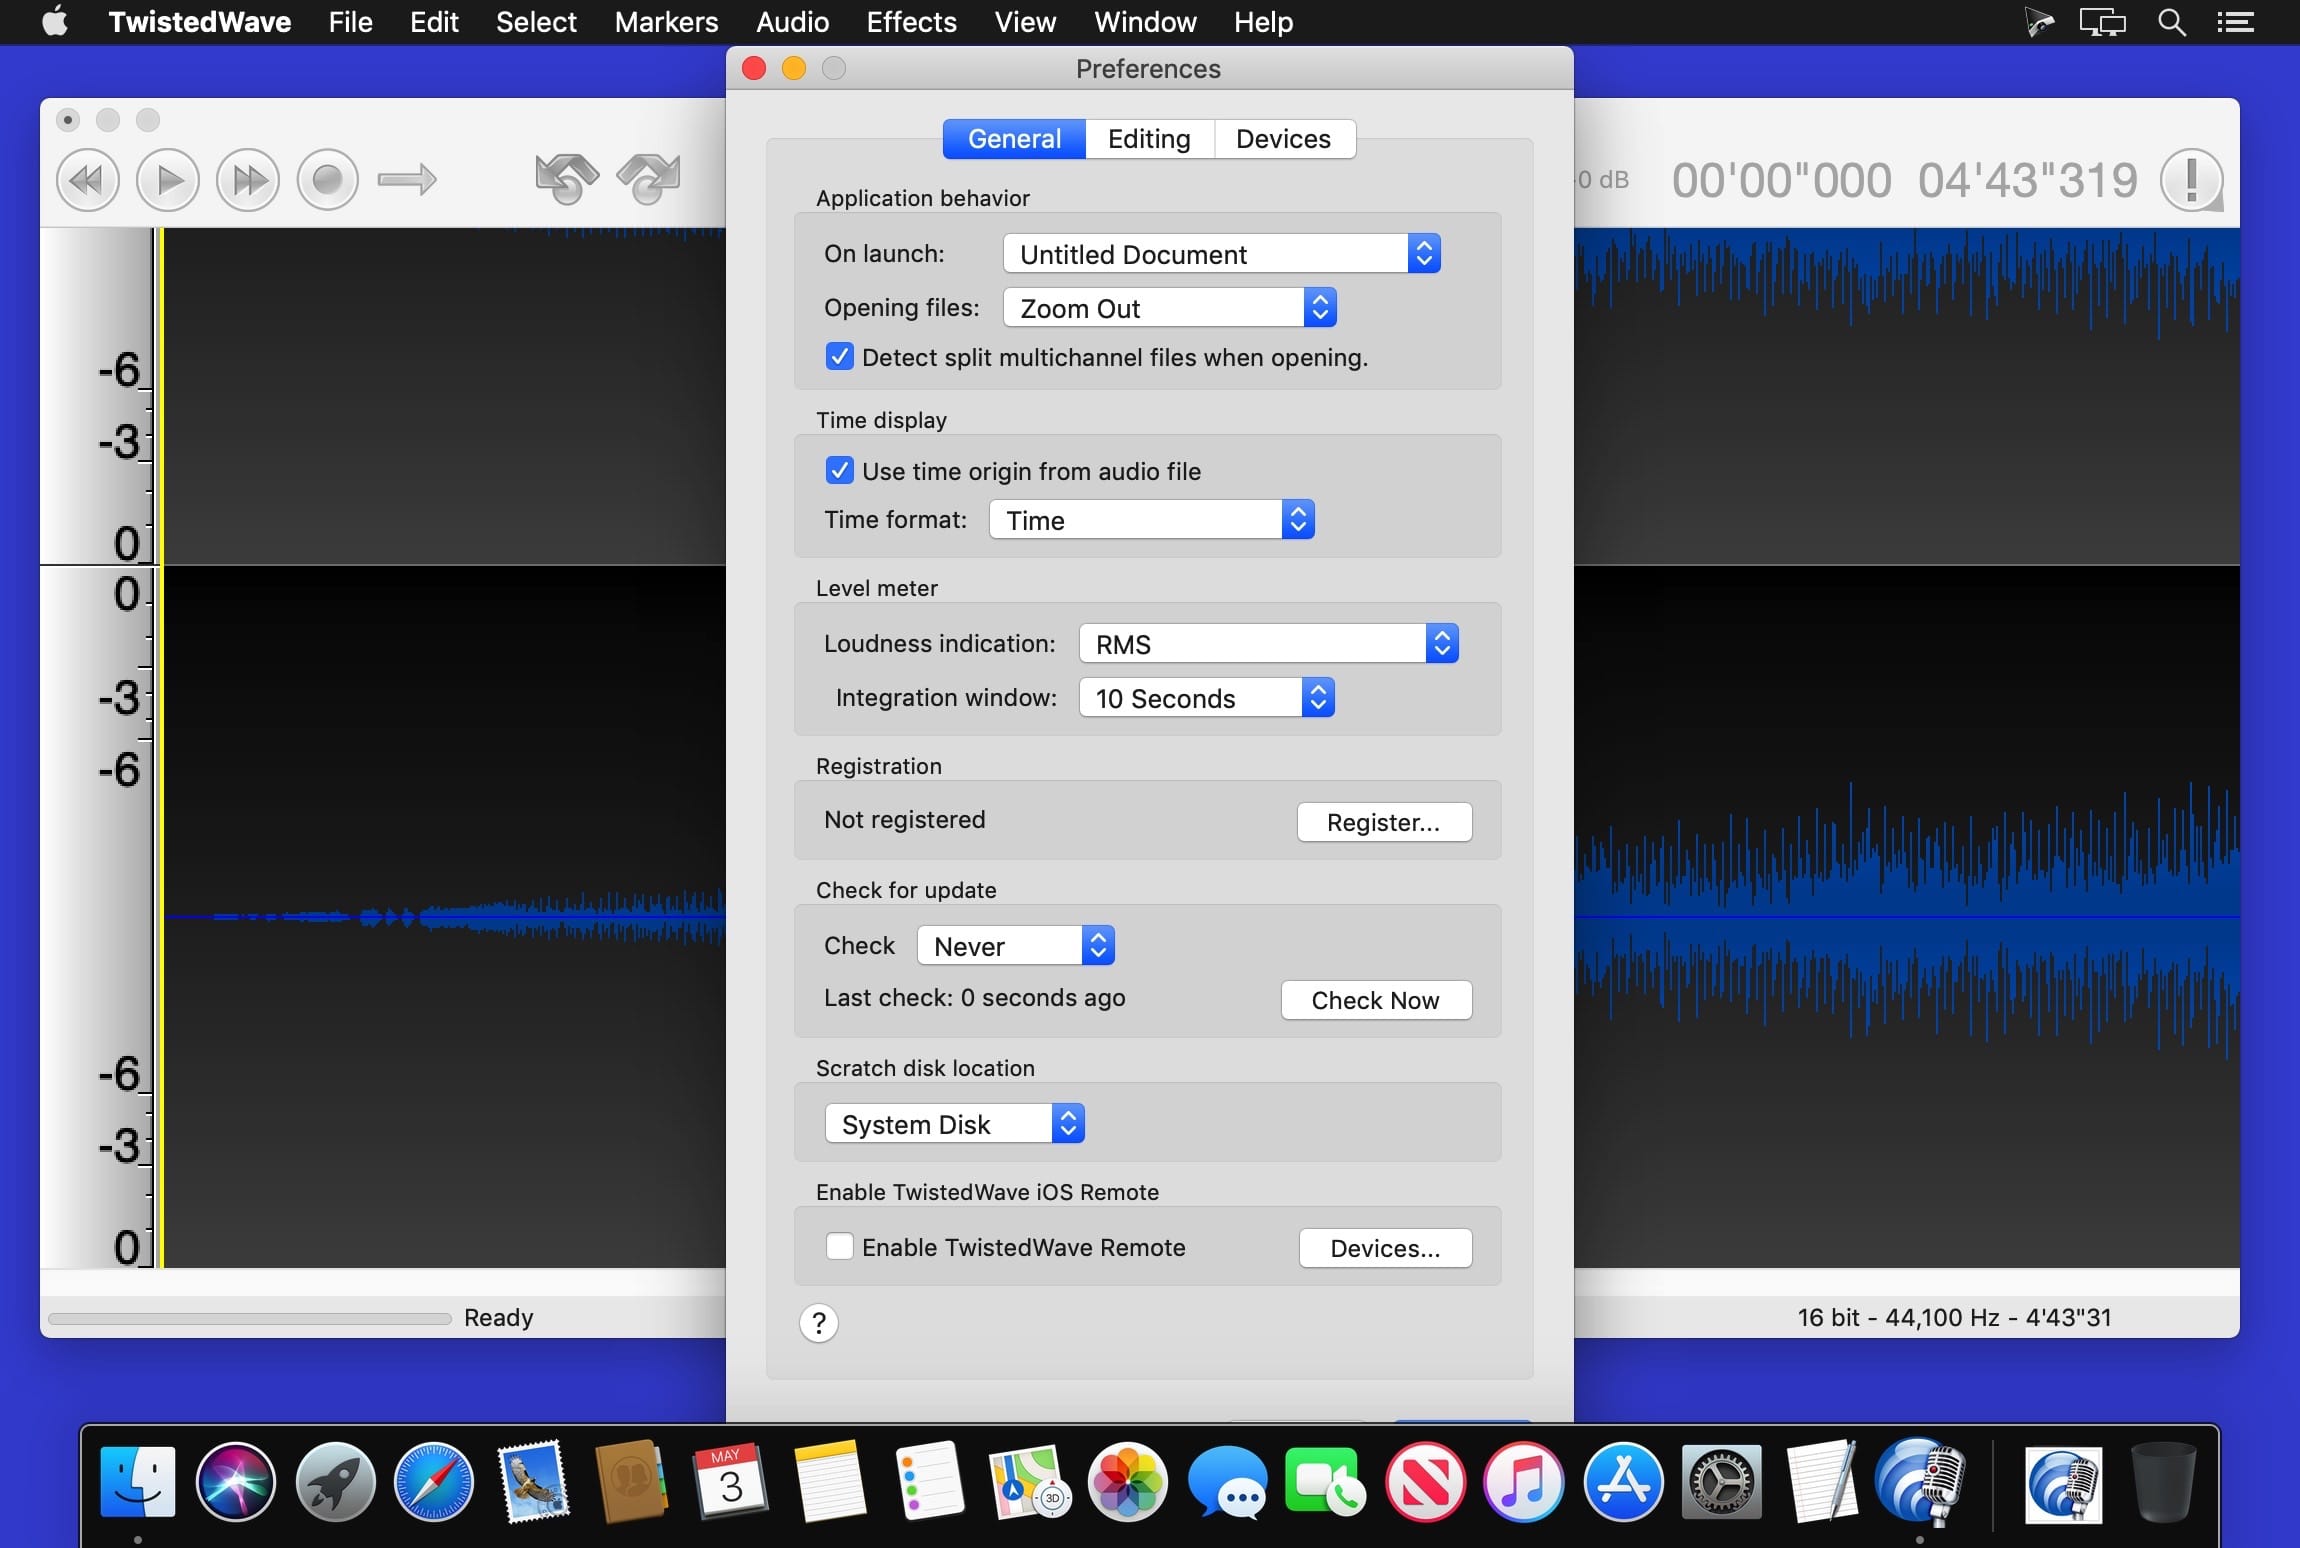 TwistedWave File Edit Select Markers Audio Effects View Window Help
Preferences
General Editing Devices
0 dB 00'00"000 04'43"319
Application behavior
On launch: Untitled Document
Opening files: Zoom Out
Detect split multichannel files when opening.
Time display
Use time origin from audio file
Time format: Time
Level meter
Loudness indication: RMS
Integration window: 10 Seconds
Registration
Not registered Register...
Check for update
Check Never
Last check: 0 seconds ago Check Now
Scratch disk location
System Disk
Enable TwistedWave iOS Remote
Enable TwistedWave Remote Devices...
?
-6
-3
0
0
-3
-6
-6
-3
0
Ready
16 bit - 44,100 Hz - 4'43"31
MAY
3
3D